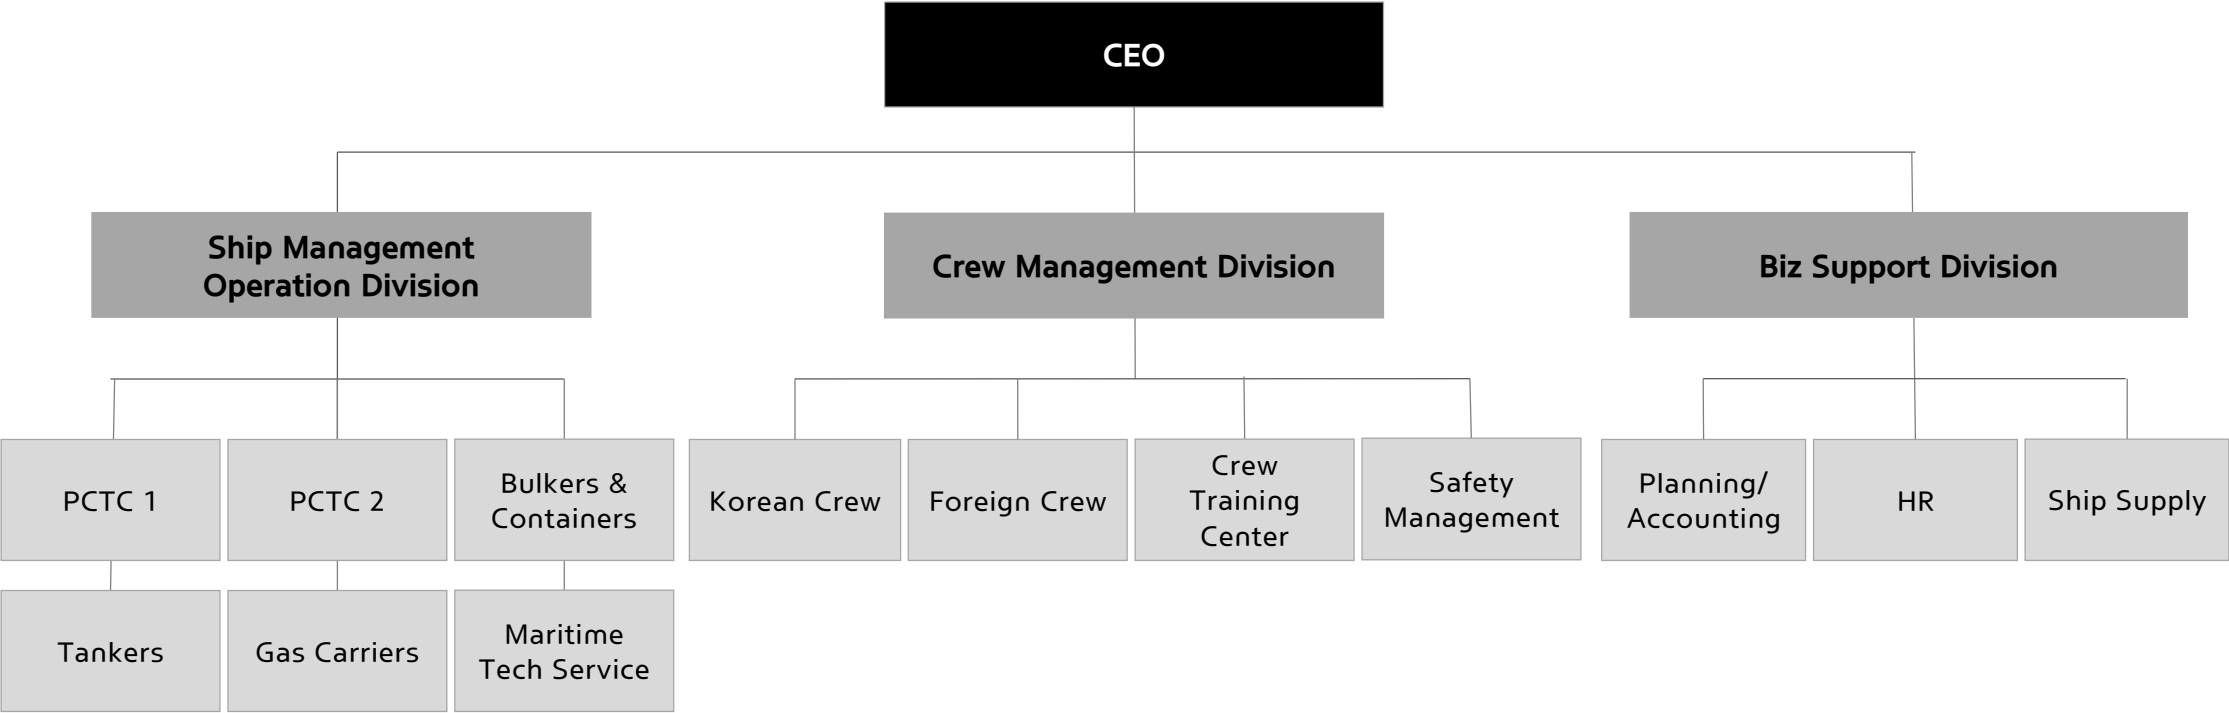 CEO
Ship Management
Operation Division
Crew Management Division
Biz Support Division
PCTC 1
PCTC 2
Bulkers &
Containers
Korean Crew
Foreign Crew
Crew
Training
Center
Safety
Management
Planning/
Accounting
HR
Ship Supply
Tankers
Gas Carriers
Maritime
Tech Service